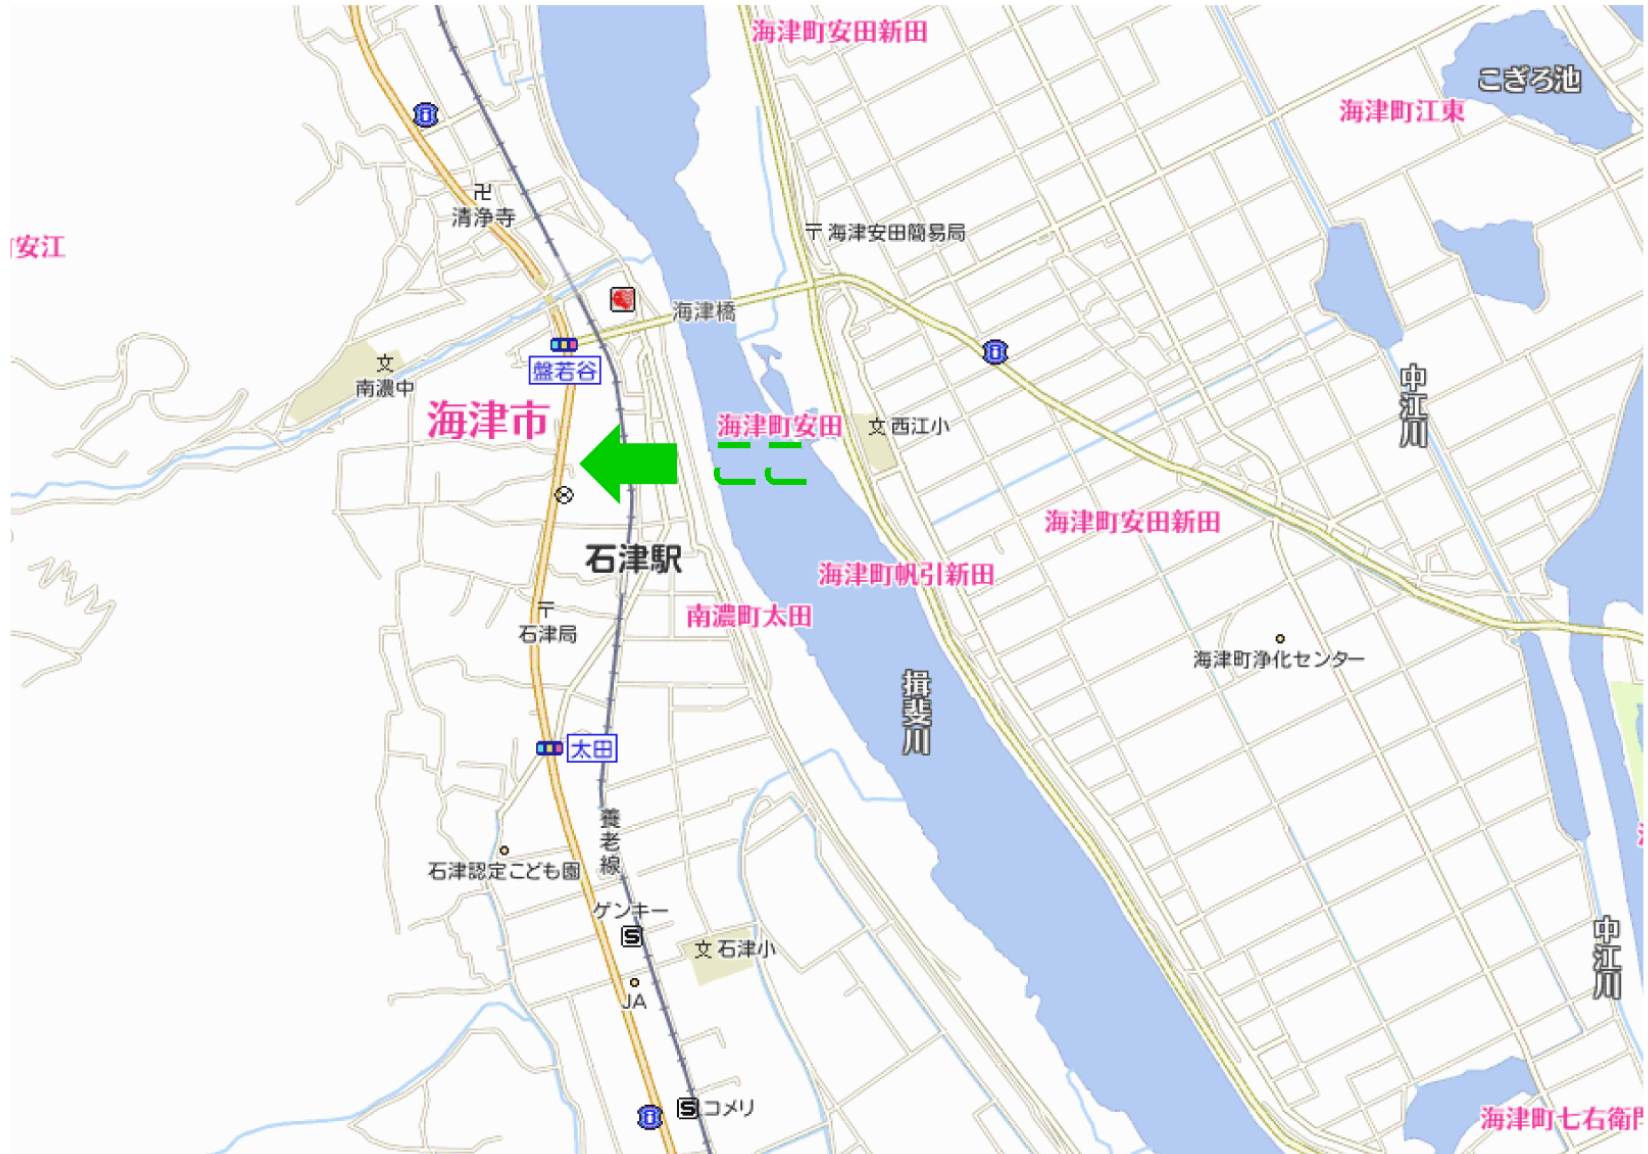 海津町安田新田
こぎろ池
海津町江東
卍
清浄寺
〒海津安田簡易局
安江
海津橋
盤若谷
文
南濃中
中江川
海津市
海津町安田
文 西江小
ここ
海津町安田新田
石津駅
海津町帆引新田
〒
石津局
南濃町太田
海津町浄化センター
揖斐川
太田
養老線
石津認定こども園
ゲンキー
S
文 石津小
中江川
JA
S コメリ
海津町七右衛門